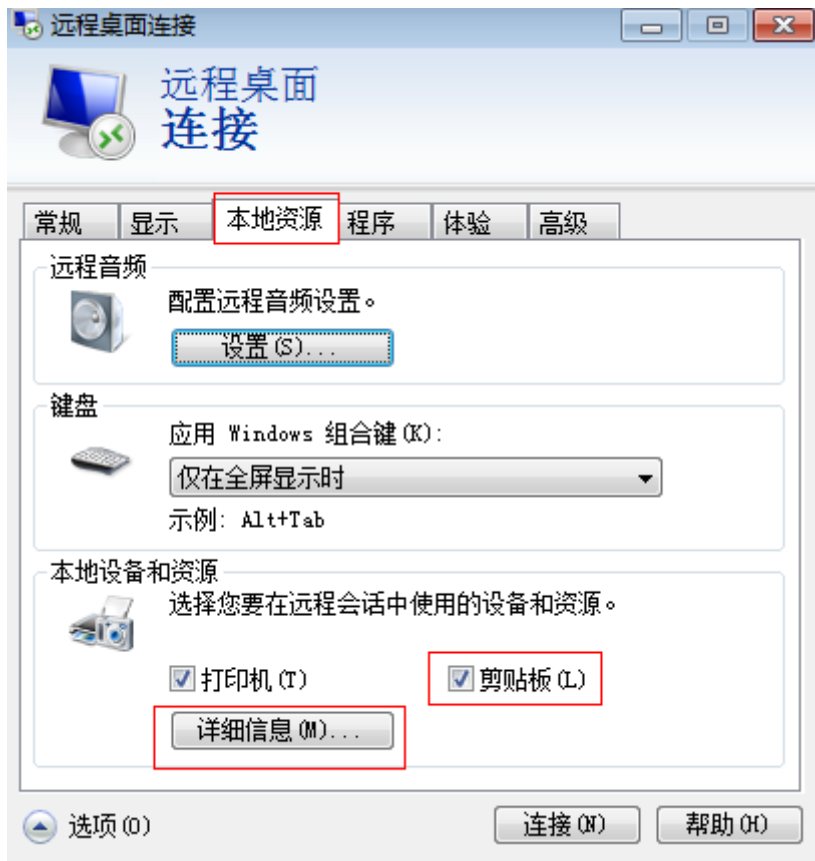 远程桌面连接
远程桌面
连接
常规 显示 本地资源 程序 体验 高级
远程音频
配置远程音频设置。
设置(S)...
键盘
应用 Windows 组合键(K):
仅在全屏显示时
示例: Alt+Tab
本地设备和资源
选择您要在远程会话中使用的设备和资源。
打印机(T) 剪贴板(L)
详细信息(M)...
选项(O) 连接(N) 帮助(H)